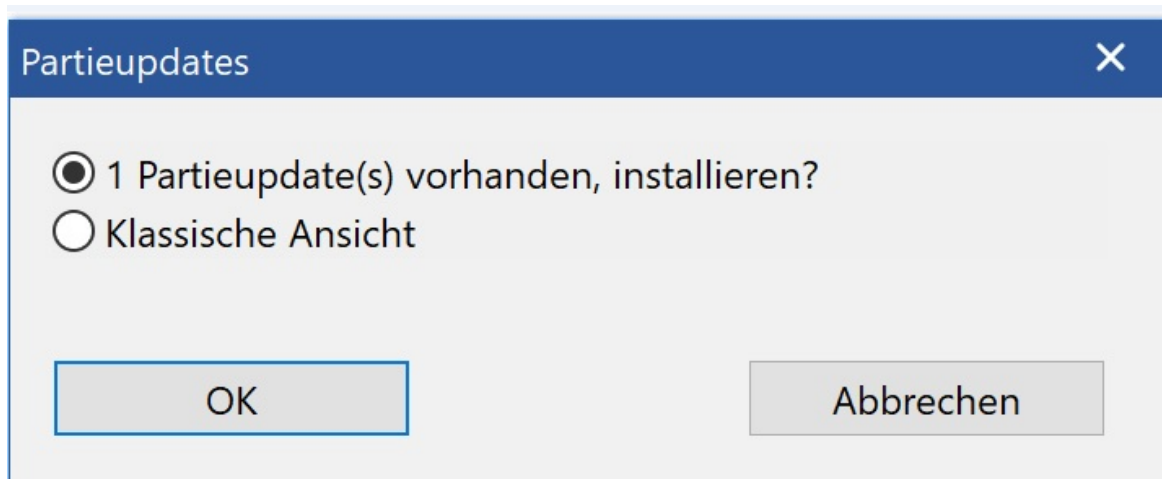 Partieupdates
1 Partieupdate(s) vorhanden, installieren?
Klassische Ansicht
OK
Abbrechen